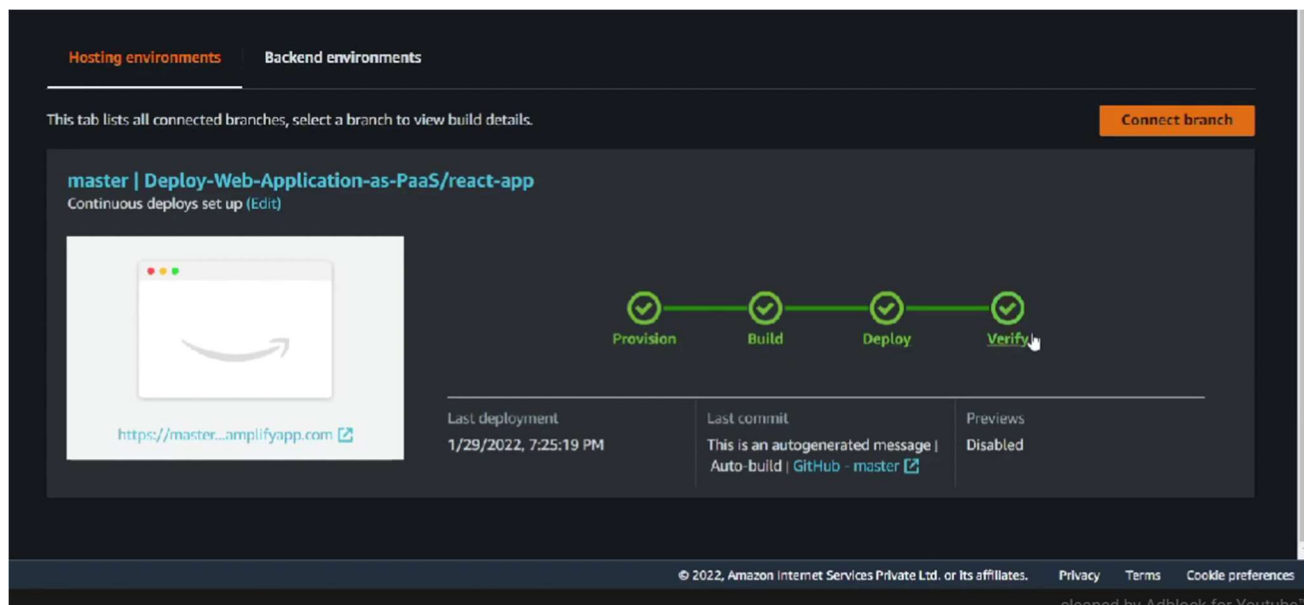 Hosting environments
Backend environments
This tab lists all connected branches, select a branch to view build details.
Connect branch
master | Deploy-Web-Application-as-PaaS/react-app
Continuous deploys set up (Edit)
https://master...amplifyapp.com
Provision
Build
Deploy
Verify
Last deployment
1/29/2022, 7:25:19 PM
Last commit
This is an autogenerated message |
Auto-build | GitHub - master
Previews
Disabled
© 2022, Amazon Internet Services Private Ltd. or its affiliates.
Privacy
Terms
Cookie preferences